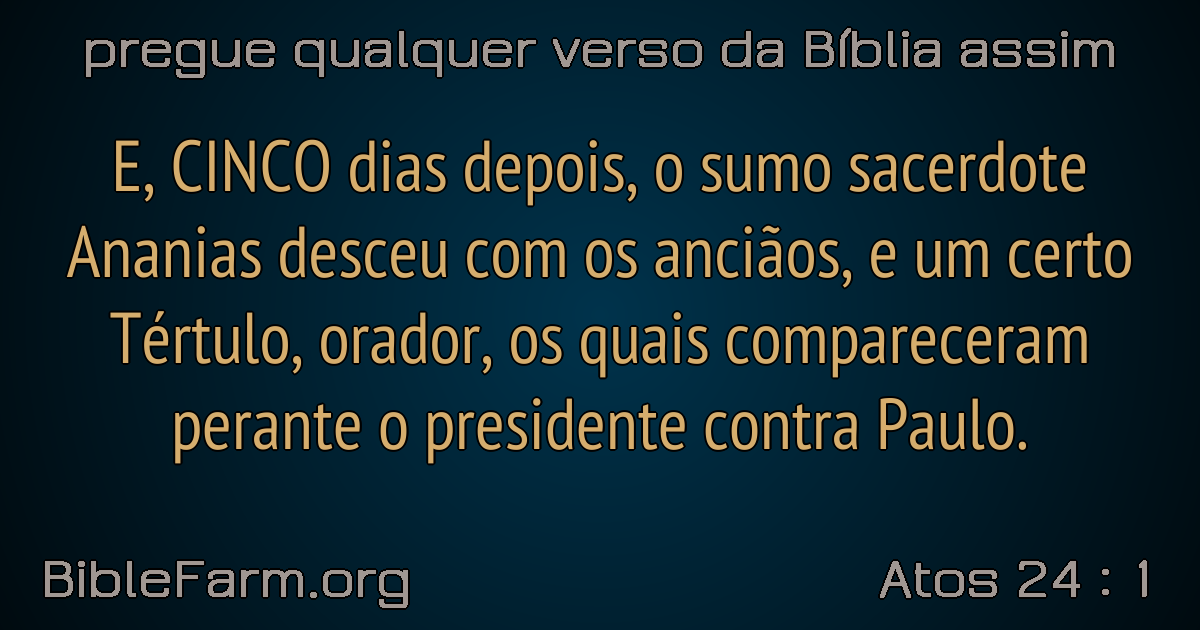 pregue qualquer verso da Bíblia assim
E, CINCO dias depois, o sumo sacerdote
Ananias desceu com os anciãos, e um certo
Tértulo, orador, os quais compareceram
perante o presidente contra Paulo.
BibleFarm.org
Atos 24 : 1